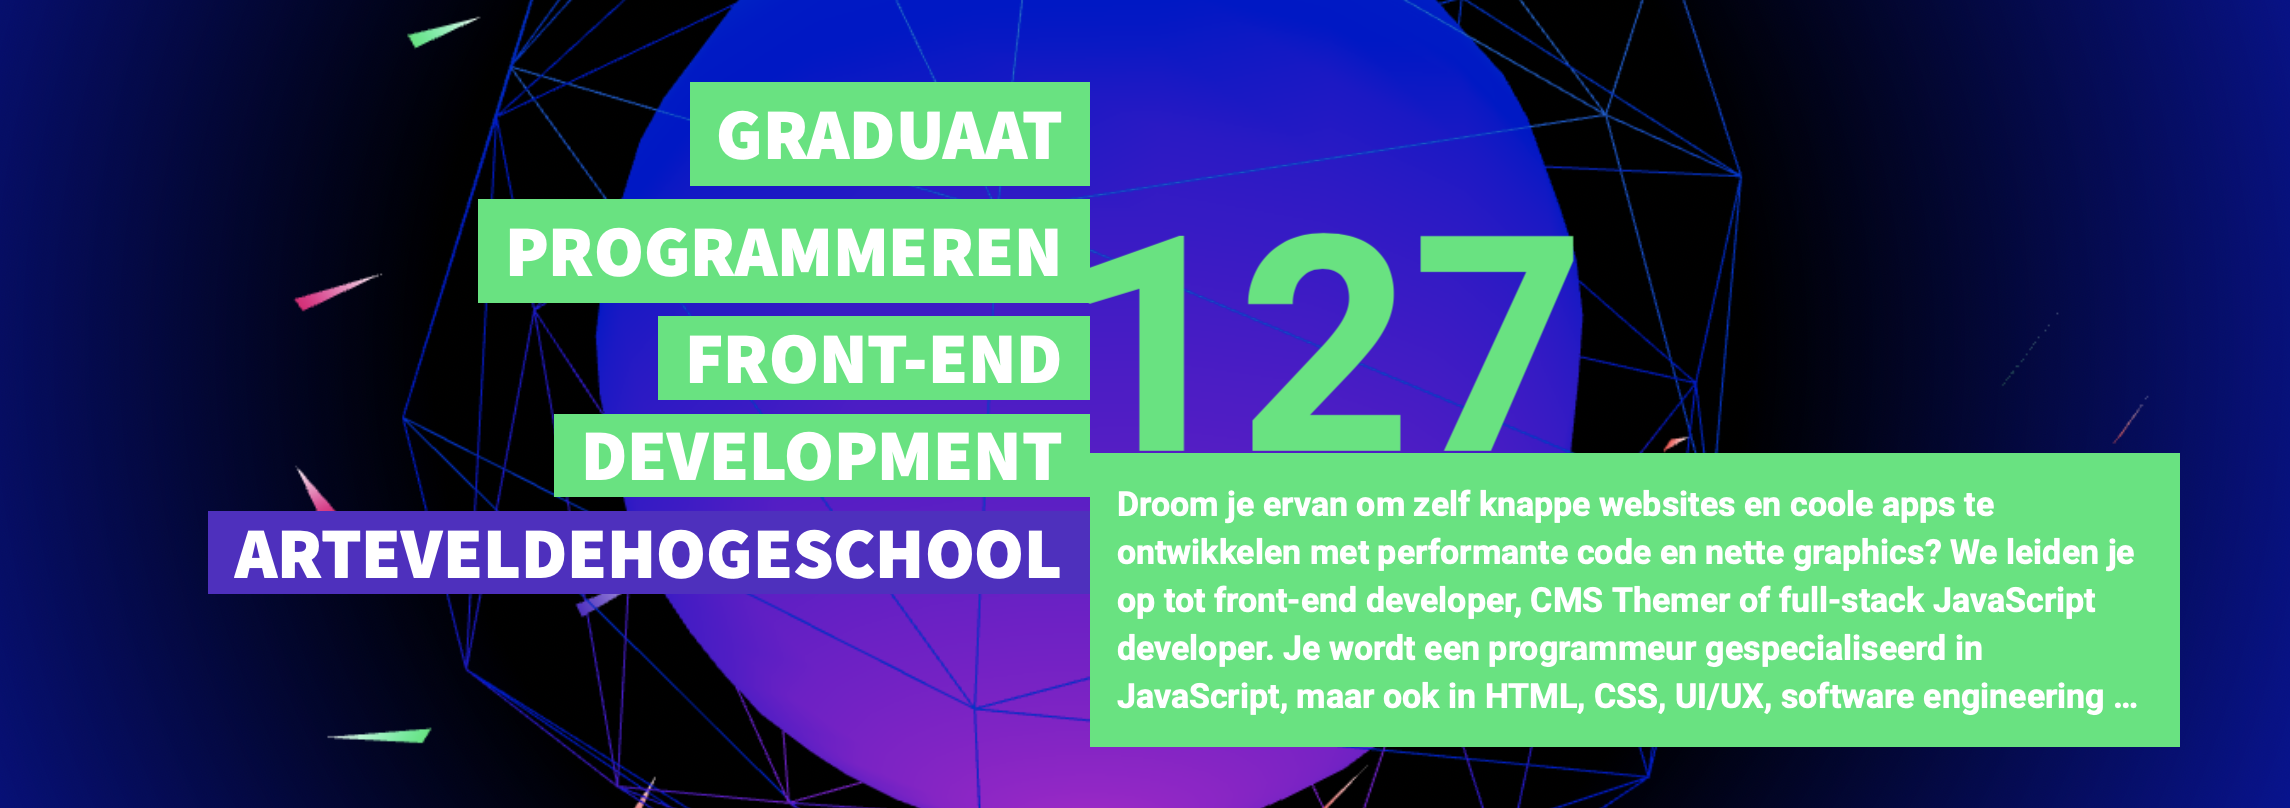 GRADUAAT
PROGRAMMEREN
FRONT-END
DEVELOPMENT
ARTEVELDEHOGESCHOOL
127
Droom je ervan om zelf knappe websites en coole apps te
ontwikkelen met performante code en nette graphics? We leiden je
op tot front-end developer, CMS Themer of full-stack JavaScript
developer. Je wordt een programmeur gespecialiseerd in
JavaScript, maar ook in HTML, CSS, UI/UX, software engineering ...